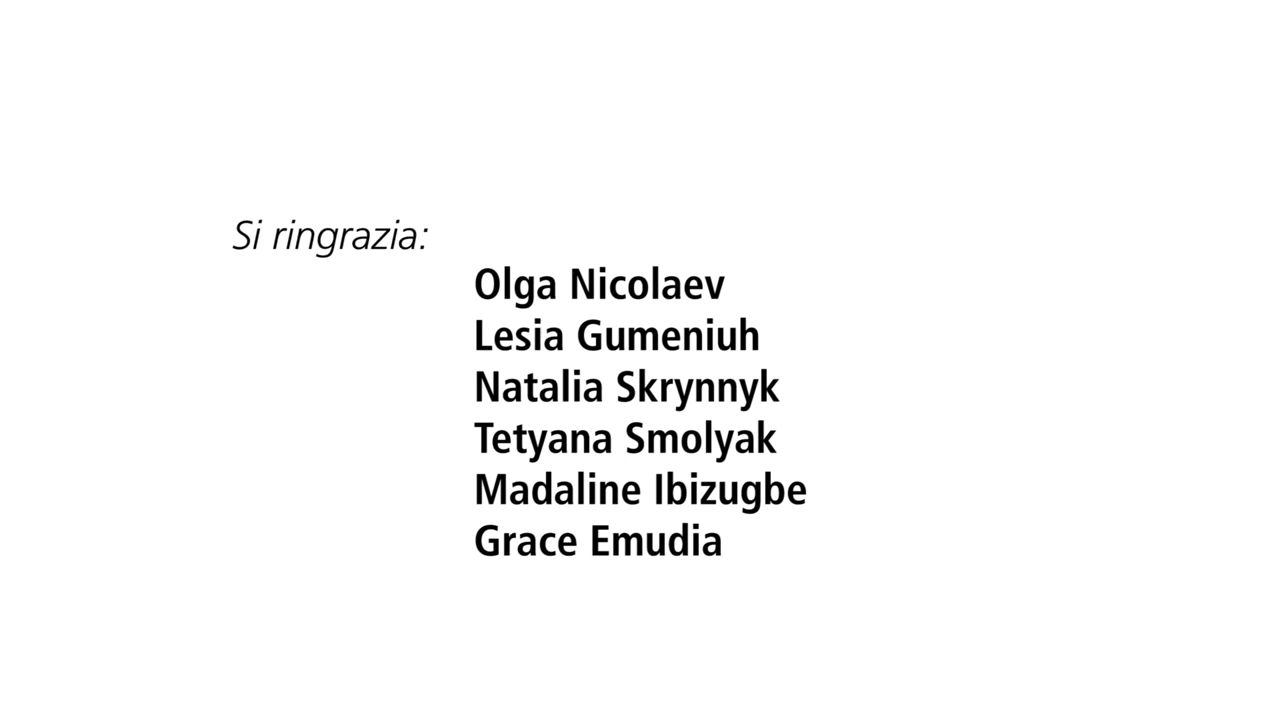 Si ringrazia:
Olga Nicolaev
Lesia Gumeniuh
Natalia Skrynnyk
Tetyana Smolyak
Madaline Ibizugbe
Grace Emudia